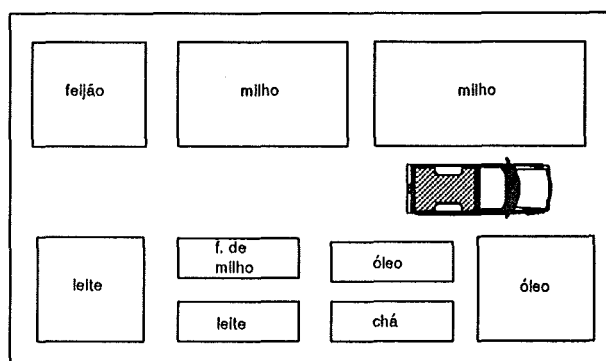 feijão
milho
milho
leite
f. de
milho
óleo
óleo
leite
chá